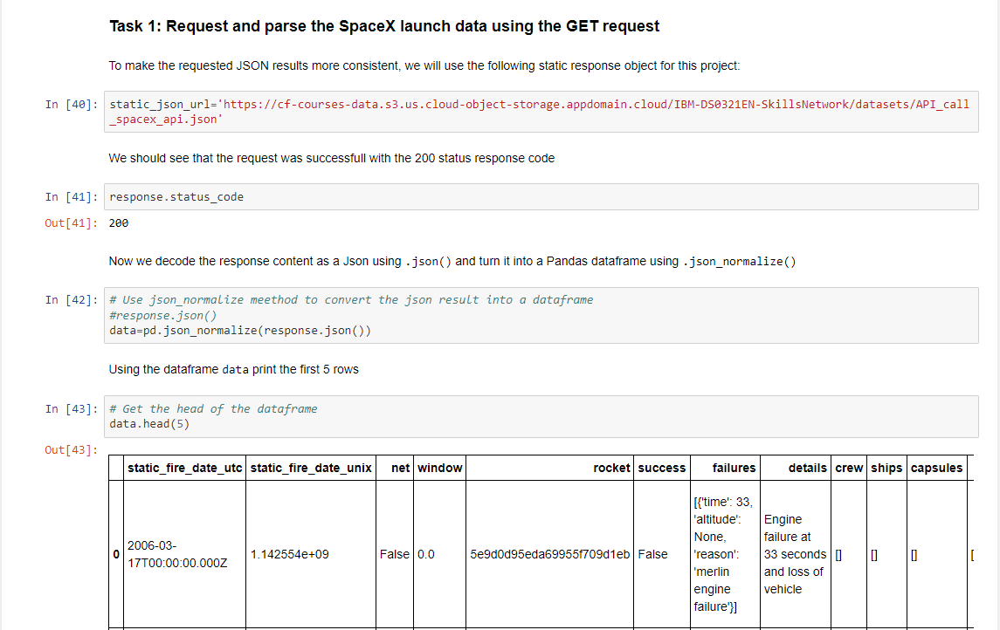 Task 1: Request and parse the SpaceX launch data using the GET request
To make the requested JSON results more consistent, we will use the following static response object for this project:
In [40]: static_json_url='https://cf-courses-data.s3.us.cloud-object-storage.appdomain.cloud/IBM-DS0321EN-SkillsNetwork/datasets/API_call
_spacex_api.json'
We should see that the request was successfull with the 200 status response code
In [41]: response.status_code
Out[41]: 200
Now we decode the response content as a Json using .json() and turn it into a Pandas dataframe using .json_normalize()
In [42]: # Use json_normalize meethod to convert the json result into a dataframe
#response.json()
data=pd.json_normalize(response.json())
Using the dataframe data print the first 5 rows
In [43]: # Get the head of the dataframe
data.head(5)
Out[43]:
static_fire_date_utc static_fire_date_unix net window rocket success failures details crew ships capsules
0 2006-03-
17T00:00:00.000Z 1.142554e+09 False 0.0 5e9d0d95eda69955f709d1eb False
[{'time': 33,
'altitude':
None,
'reason':
'merlin
engine
failure'}]
Engine
failure at
33 seconds
and loss of
vehicle
[] [] [] [